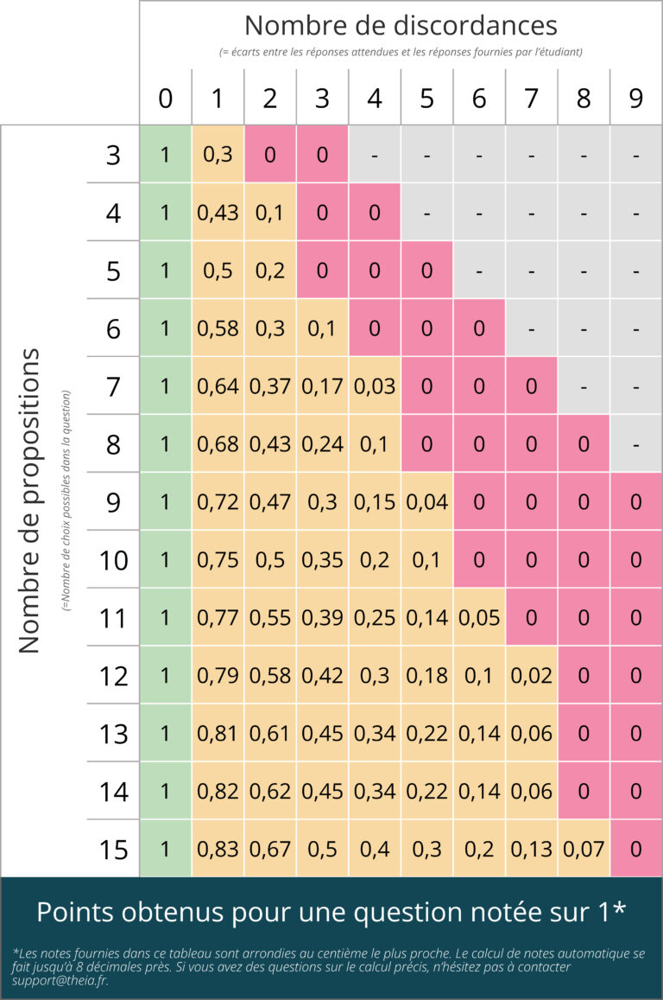 Nombre de discordances
(= écarts entre les réponses attendues et les réponses fournies par l'étudiant)
0 1 2 3 4 5 6 7 8 9
Nombre de propositions
(=Nombre de choix possibles dans la question)
3 1 0,3 0 0 - - - - - -
4 1 0,43 0,1 0 0 - - - - -
5 1 0,5 0,2 0 0 0 - - - -
6 1 0,58 0,3 0,1 0 0 0 - - -
7 1 0,64 0,37 0,17 0,03 0 0 0 - -
8 1 0,68 0,43 0,24 0,1 0 0 0 0 -
9 1 0,72 0,47 0,3 0,15 0,04 0 0 0 0
10 1 0,75 0,5 0,35 0,2 0,1 0 0 0 0
11 1 0,77 0,55 0,39 0,25 0,14 0,05 0 0 0
12 1 0,79 0,58 0,42 0,3 0,18 0,1 0,02 0 0
13 1 0,81 0,61 0,45 0,34 0,22 0,14 0,06 0 0
14 1 0,82 0,62 0,45 0,34 0,22 0,14 0,06 0 0
15 1 0,83 0,67 0,5 0,4 0,3 0,2 0,13 0,07 0
Points obtenus pour une question notée sur 1*
*Les notes fournies dans ce tableau sont arrondies au centième le plus proche. Le calcul de notes automatique se
fait jusqu'à 8 décimales près. Si vous avez des questions sur le calcul précis, n'hésitez pas à contacter
support@theia.fr.